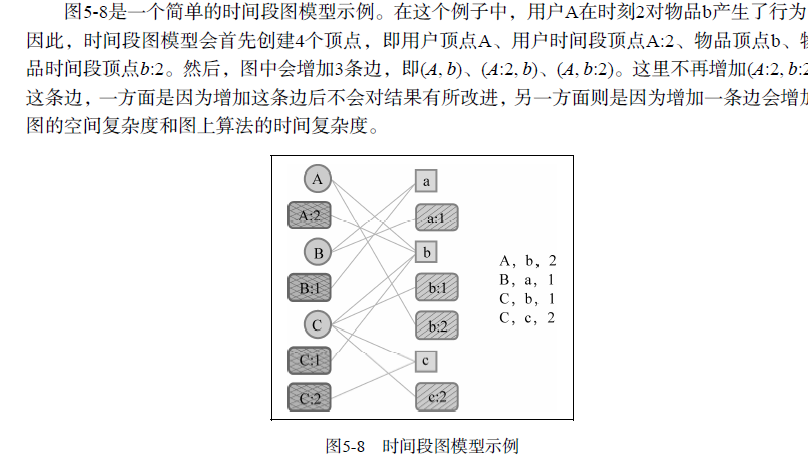 图5-8是一个简单的时间段图模型示例。在这个例子中，用户A在时刻2对物品b产生了行为
因此，时间段图模型会首先创建4个顶点，即用户顶点A、用户时间段顶点A:2、物品顶点b、物
品时间段顶点b:2。然后，图中会增加3条边，即(A, b)、(A:2, b)、(A, b:2)。这里不再增加(A:2, b:2
这条边，一方面是因为增加这条边后不会对结果有所改进，另一方面则是因为增加一条边会增加
图的空间复杂度和图上算法的时间复杂度。
A
a
A:2
a:1
B
b
B:1
b:1
C
b:2
C:1
c
C:2
c:2
A, b, 2
B, a, 1
C, b, 1
C, c, 2
图5-8 时间段图模型示例